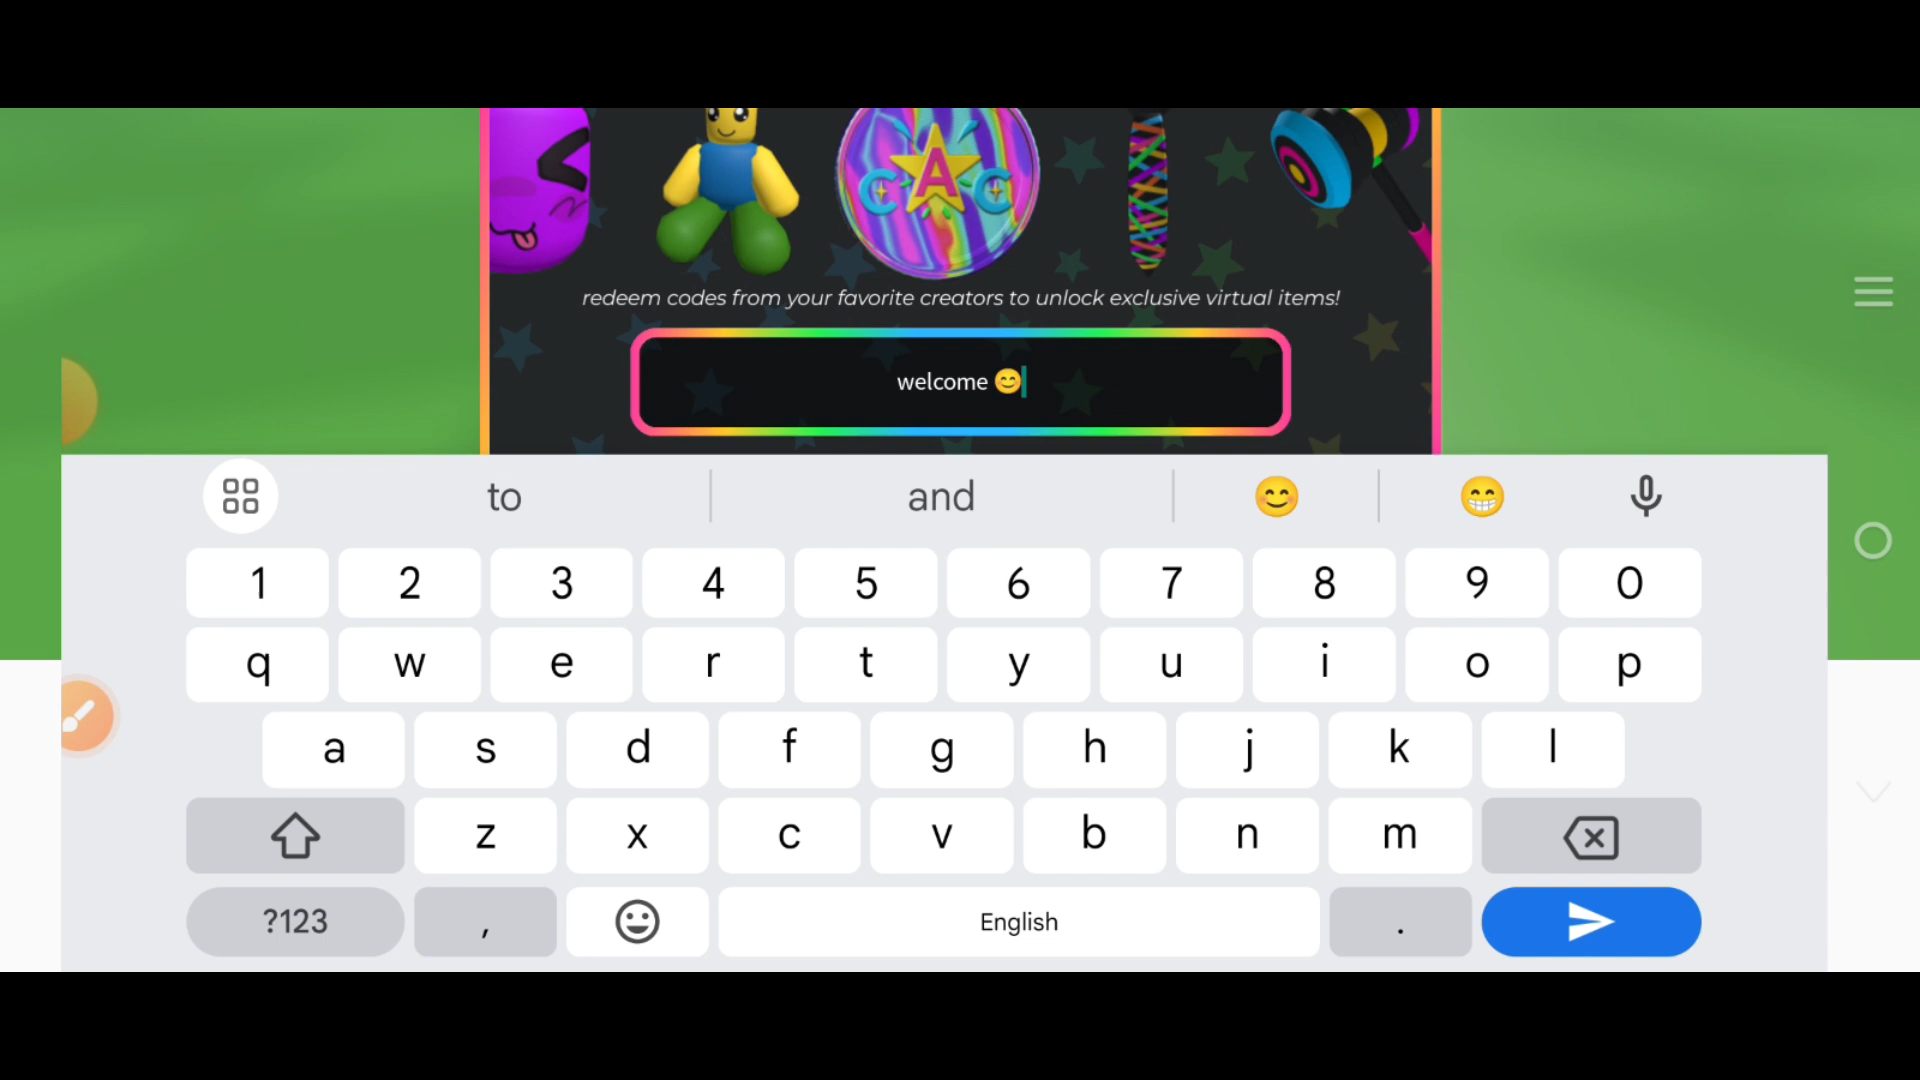 CAC
redeem codes from your favorite creators to unlock exclusive virtual items!
welcome 😊
to and 😊 😁
1 2 3 4 5 6 7 8 9 0
q w e r t y u i o p
a s d f g h j k l
z x c v b n m
?123 , English .